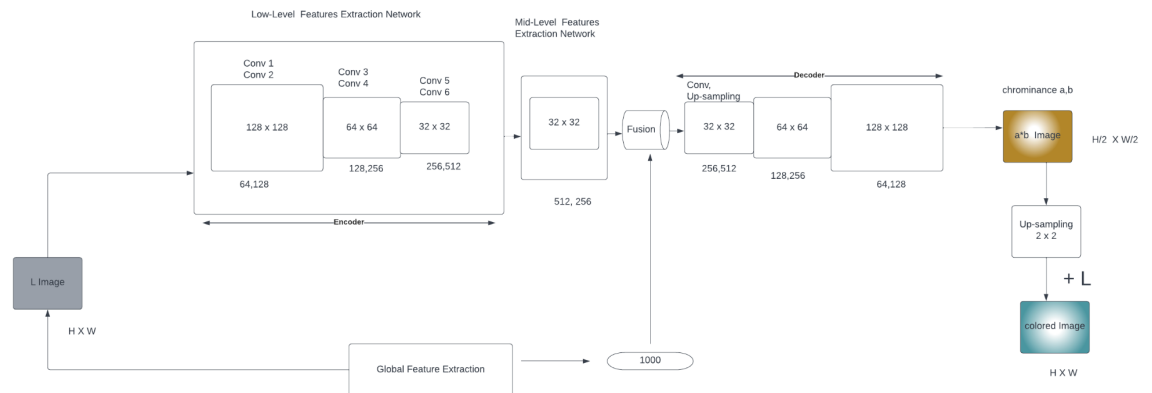 Low-Level Features Extraction Network
Mid-Level Features
Extraction Network
Conv 1
Conv 2
Conv 3
Conv 4
Conv 5
Conv 6
128 x 128
64 x 64
32 x 32
64,128
128,256
256,512
Encoder
32 x 32
512, 256
Fusion
Decoder
Conv,
Up-sampling
32 x 32
64 x 64
128 x 128
256,512
128,256
64,128
chrominance a,b
a*b Image
H/2 X W/2
Up-sampling
2 x 2
+ L
colored Image
H X W
L Image
H X W
Global Feature Extraction
1000